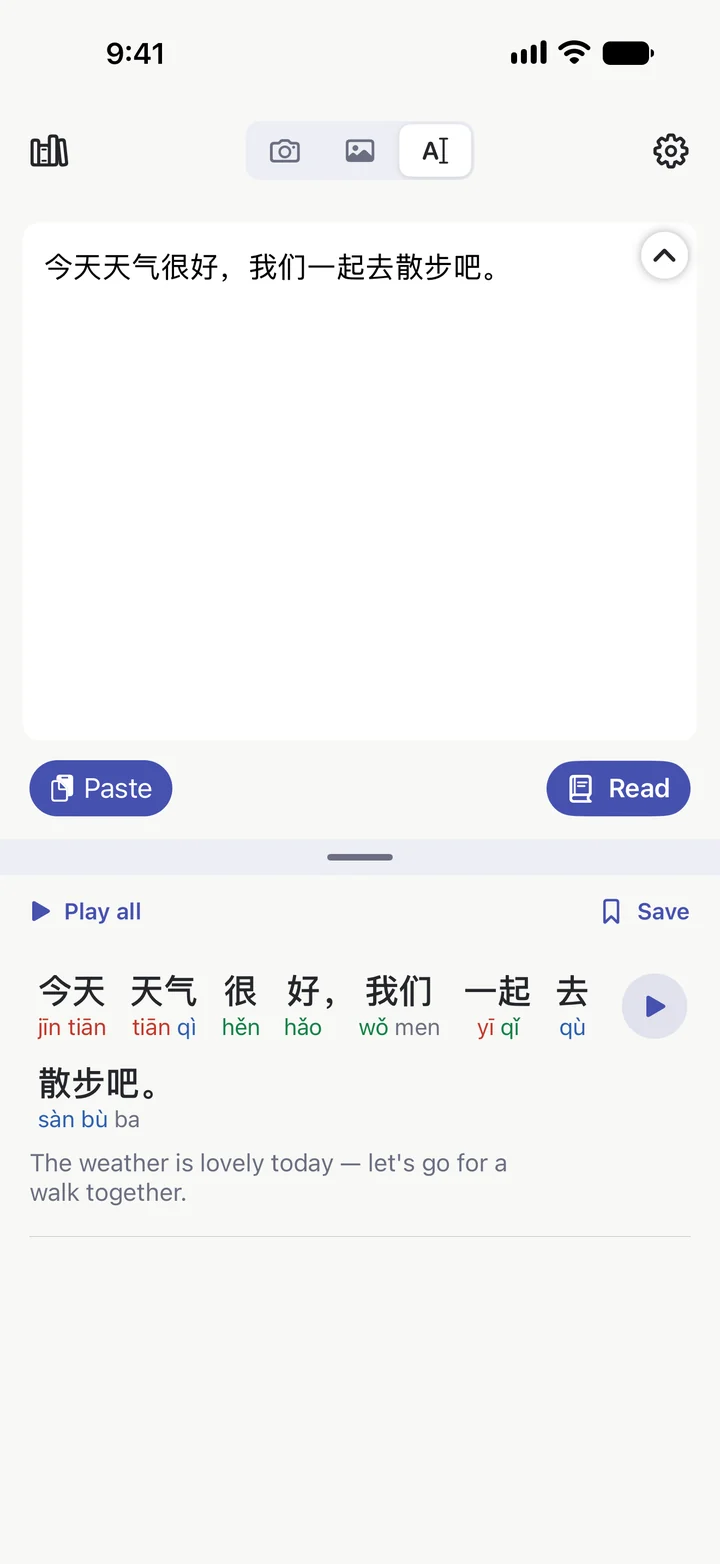 9:41
A
今天天气很好，我们一起去散步吧。
Paste
Read
Play all
Save
今天 天气 很 好， 我们 一起 去
jīn tiān tiān qì hěn hǎo wǒ men yī qǐ qù
散步吧。
sàn bù ba
The weather is lovely today — let's go for a
walk together.